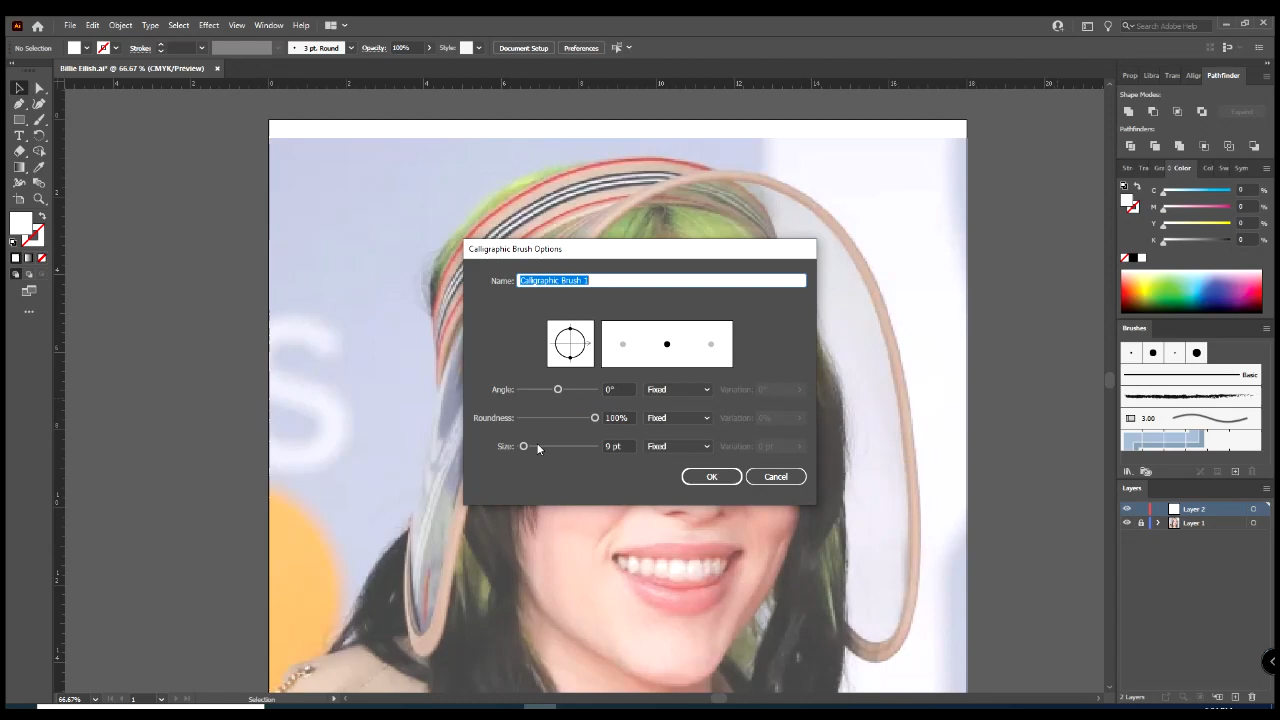 File Edit Object Type Select Effect View Window Help Search Adobe Help
No Selection Stroke: 3 pt. Round Opacity: 100% Style: Document Setup Preferences
Billie Eilish.ai* @ 66.67 % (CMYK/Preview) ×
Prop Libra Tran Aligr Pathfinder
Shape Modes:
Expand
Pathfinders:
Str Tra Gra Color Col Sw Sym
C 0 %
M 0 %
Y 0 %
K 0 %
Calligraphic Brush Options
Name: Calligraphic Brush 1
Angle: 0° Fixed Variation: 0°
Roundness: 100% Fixed Variation: 0%
Size: 9 pt Fixed Variation: 0 pt
OK Cancel
Brushes
Basic
3.00
Layers
Layer 2
Layer 1
66.67% 1 Selection 2 Layers